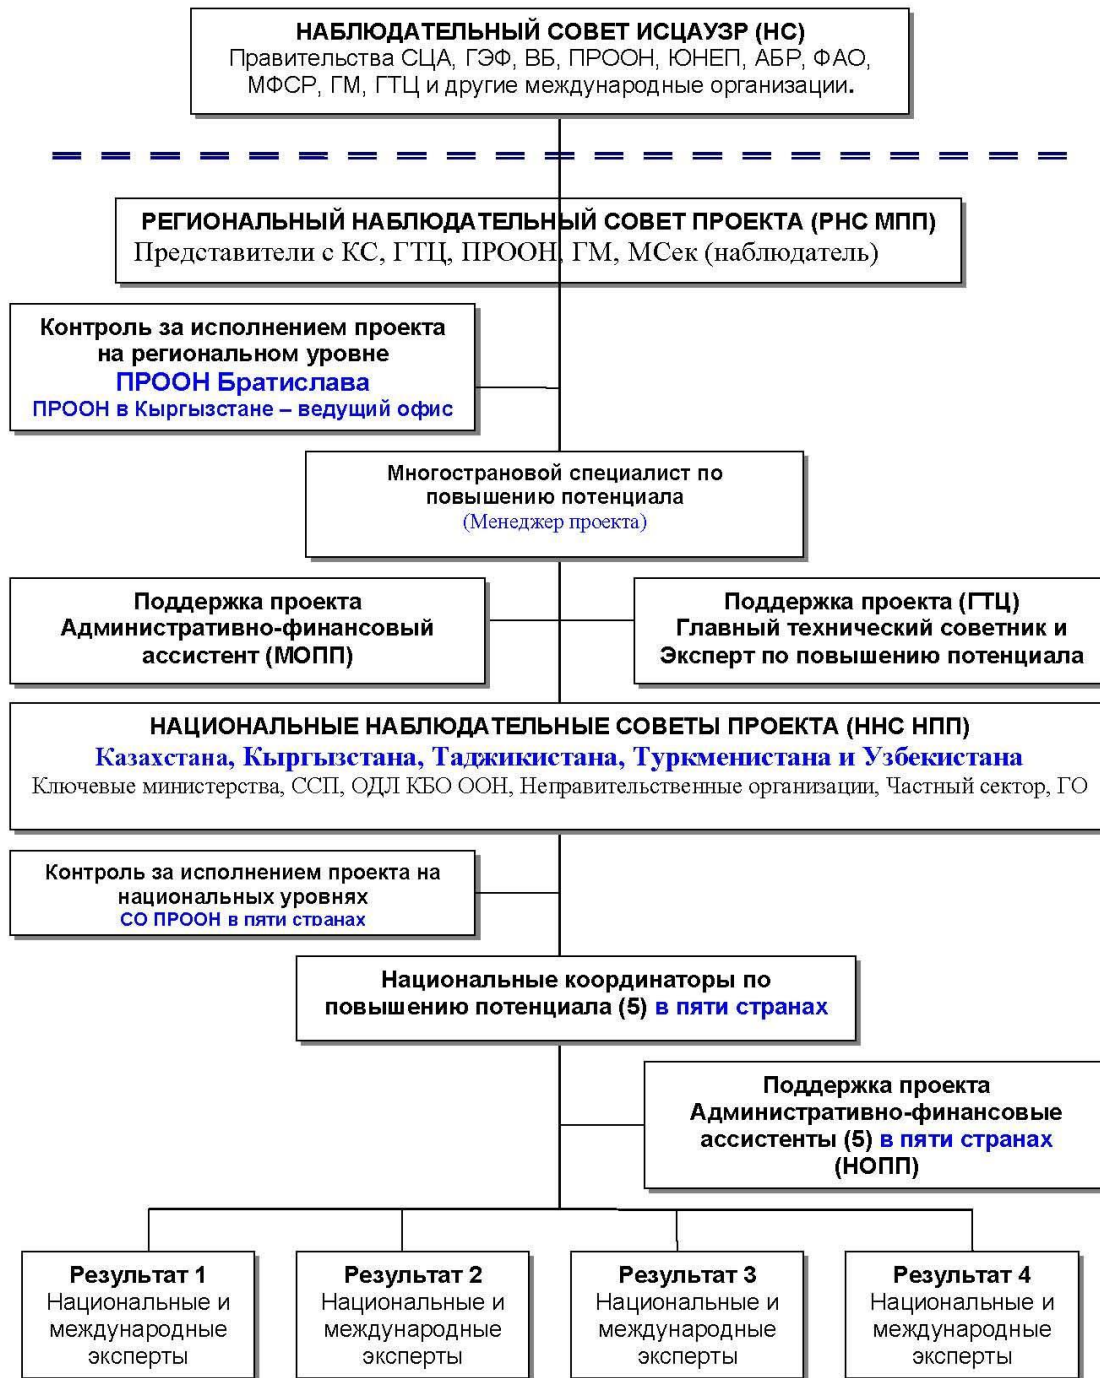 НАБЛЮДАТЕЛЬНЫЙ СОВЕТ ИСЦАУЗР (НС)
Правительства СЦА, ГЭФ, ВБ, ПРООН, ЮНЕП, АБР, ФАО,
МФСР, ГМ, ГТЦ и другие международные организации.
РЕГИОНАЛЬНЫЙ НАБЛЮДАТЕЛЬНЫЙ СОВЕТ ПРОЕКТА (РНС МПП)
Представители с КС, ГТЦ, ПРООН, ГМ, МСек (наблюдатель)
Контроль за исполнением проекта
на региональном уровне
ПРООН Братислава
ПРООН в Кыргызстане – ведущий офис
Многострановой специалист по
повышению потенциала
(Менеджер проекта)
Поддержка проекта
Административно-финансовый
ассистент (МОПП)
Поддержка проекта (ГТЦ)
Главный технический советник и
Эксперт по повышению потенциала
НАЦИОНАЛЬНЫЕ НАБЛЮДАТЕЛЬНЫЕ СОВЕТЫ ПРОЕКТА (ННС НПП)
Казахстана, Кыргызстана, Таджикистана, Туркменистана и Узбекистана
Ключевые министерства, ССП, ОДЛ КБО ООН, Неправительственные организации, Частный сектор, ГО
Контроль за исполнением проекта на
национальных уровнях
СО ПРООН в пяти странах
Национальные координаторы по
повышению потенциала (5) в пяти странах
Поддержка проекта
Административно-финансовые
ассистенты (5) в пяти странах
(НОПП)
Результат 1
Национальные и
международные
эксперты
Результат 2
Национальные и
международные
эксперты
Результат 3
Национальные и
международные
эксперты
Результат 4
Национальные и
международные
эксперты